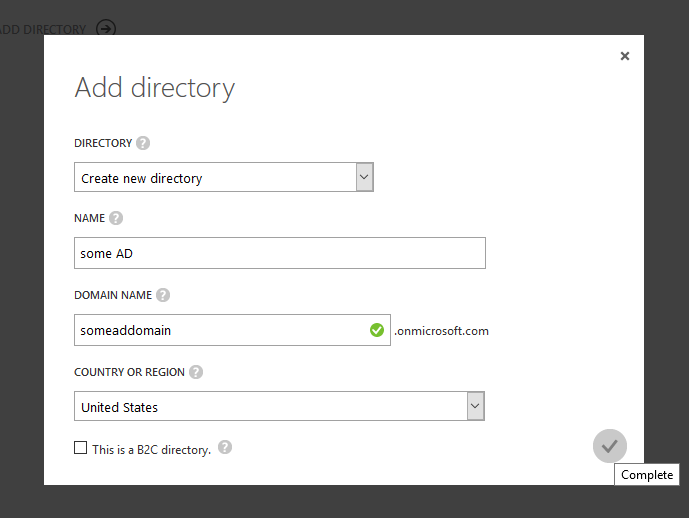 ADD DIRECTORY
Add directory
DIRECTORY ?
Create new directory
NAME ?
some AD
DOMAIN NAME ?
someaddomain .onmicrosoft.com
COUNTRY OR REGION ?
United States
This is a B2C directory. ?
Complete